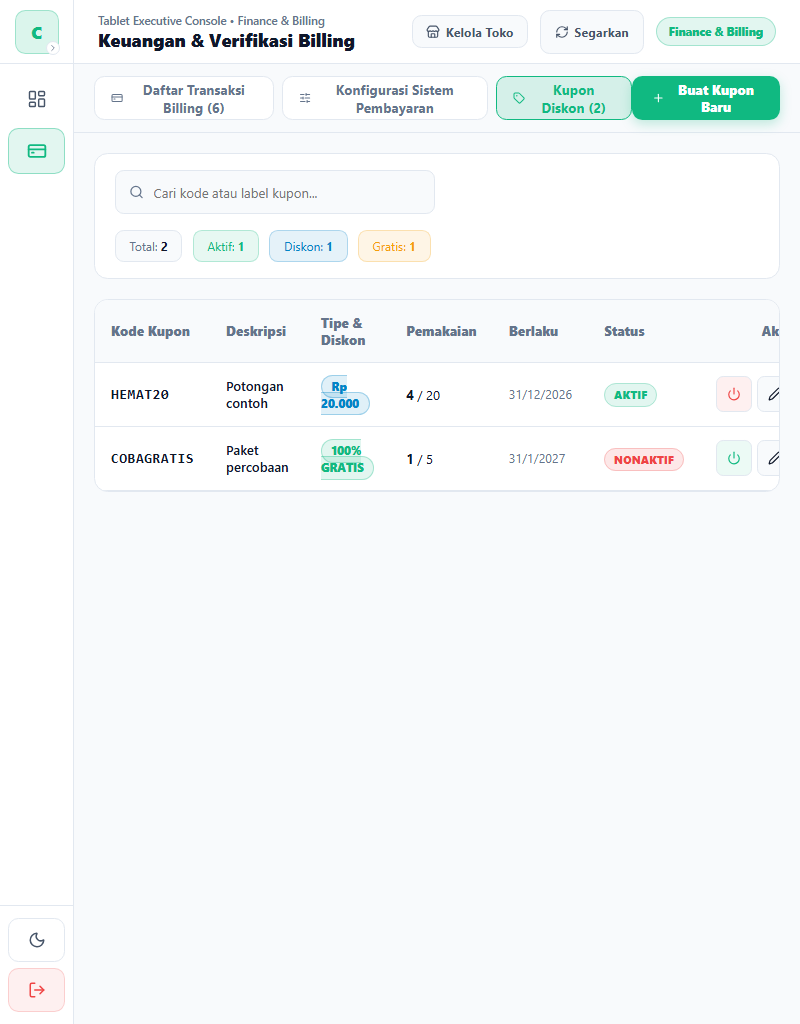 C
Tablet Executive Console • Finance & Billing
Keuangan & Verifikasi Billing
Kelola Toko
Segarkan
Finance & Billing
Daftar Transaksi
Billing (6)
Konfigurasi Sistem
Pembayaran
Kupon
Diskon (2)
Buat Kupon
Baru
Cari kode atau label kupon...
Total: 2
Aktif: 1
Diskon: 1
Gratis: 1
Kode Kupon
Deskripsi
Tipe &
Diskon
Pemakaian
Berlaku
Status
Ak
HEMAT20
Potongan
contoh
Rp
20.000
4 / 20
31/12/2026
AKTIF
COBAGRATIS
Paket
percobaan
100%
GRATIS
1 / 5
31/1/2027
NONAKTIF